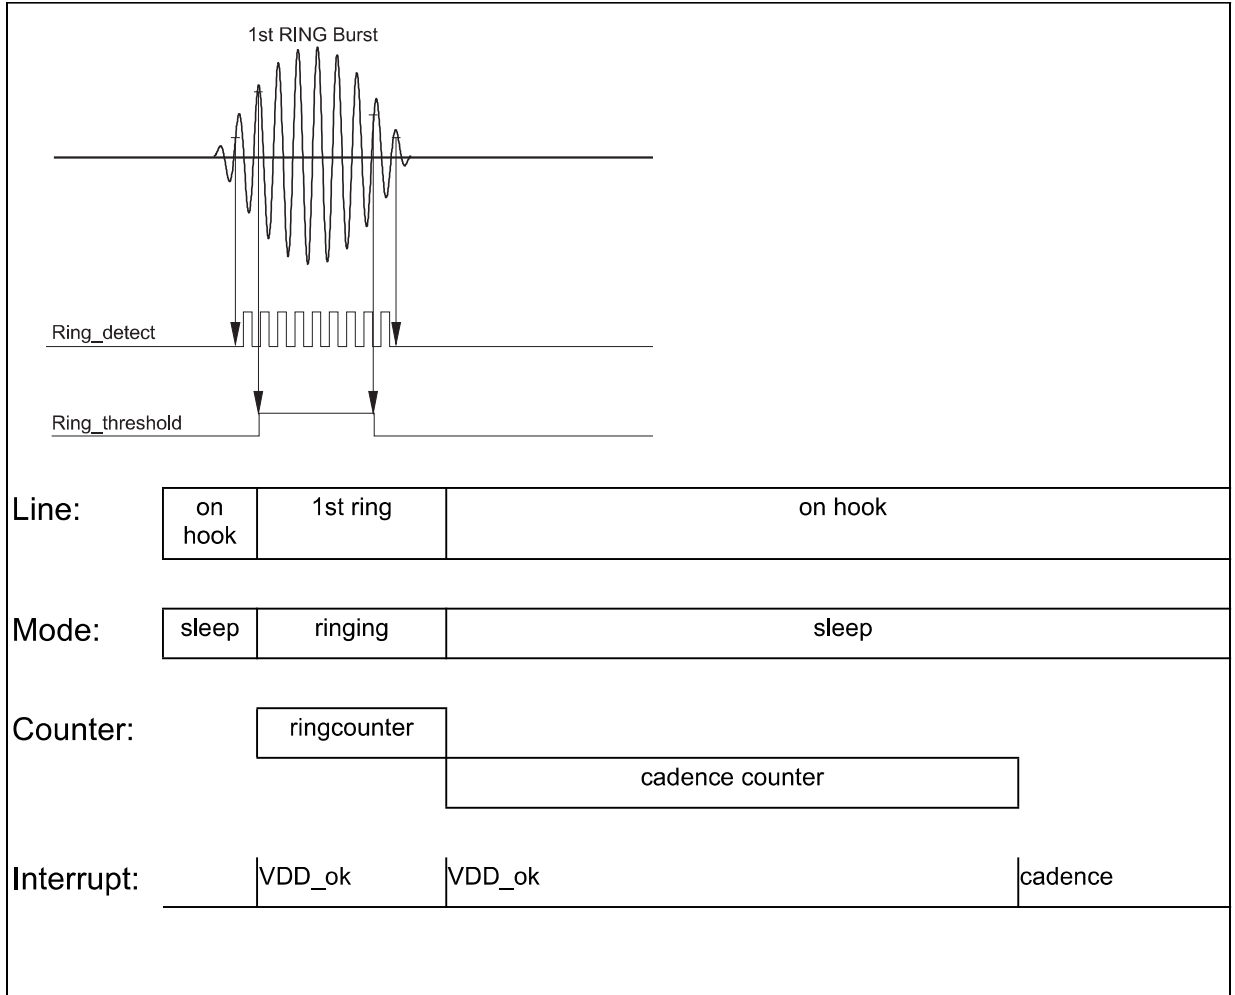 1st RING Burst
Ring_detect
Ring_threshold
Line:
on
hook
1st ring
on hook
Mode:
sleep
ringing
sleep
Counter:
ringcounter
cadence counter
Interrupt:
VDD_ok
VDD_ok
cadence